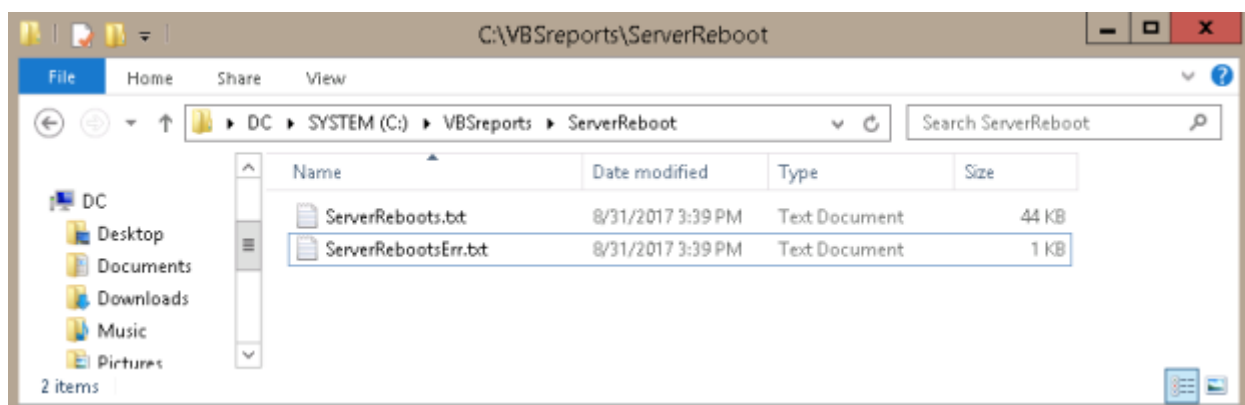 C:\VBSreports\ServerReboot
File Home Share View
DC SYSTEM (C:) VBSreports ServerReboot Search ServerReboot
Name Date modified Type Size
DC
ServerReboots.txt 8/31/2017 3:39 PM Text Document 44 KB
Desktop
ServerRebootsErr.txt 8/31/2017 3:39 PM Text Document 1 KB
Documents
Downloads
Music
Pictures
2 items